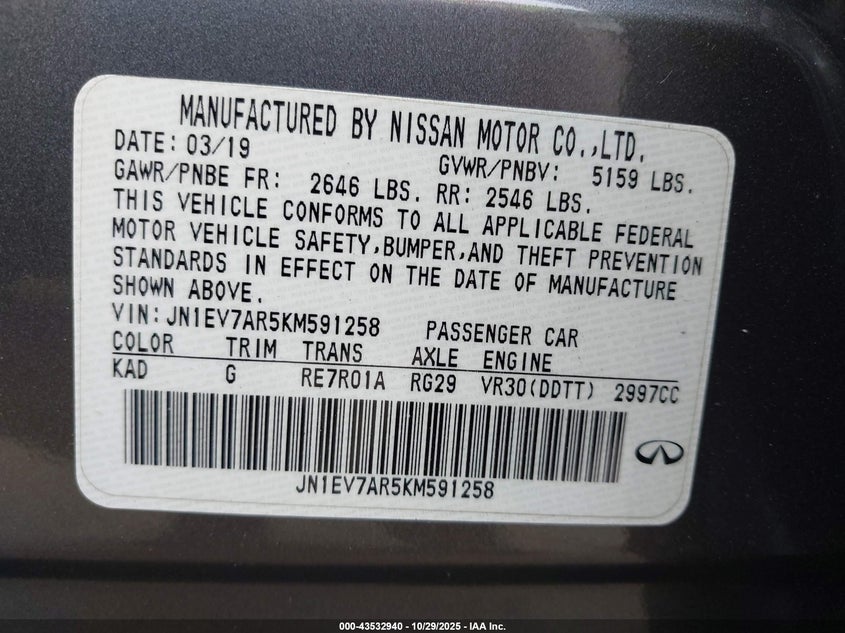 MANUFACTURED BY NISSAN MOTOR CO.,LTD.
DATE: 03/19 GVWR/PNBV: 5159 LBS.
GAWR/PNBE FR: 2646 LBS. RR: 2546 LBS.
THIS VEHICLE CONFORMS TO ALL APPLICABLE FEDERAL
MOTOR VEHICLE SAFETY,BUMPER,AND THEFT PREVENTION
STANDARDS IN EFFECT ON THE DATE OF MANUFACTURE
SHOWN ABOVE.
VIN:JN1EV7AR5KM591258 PASSENGER CAR
COLOR TRIM TRANS AXLE ENGINE
KAD G RE7R01A RG29 VR30(DDTT) 2997CC
JN1EV7AR5KM591258
000-43532940 - 10/29/2025 - IAA Inc.